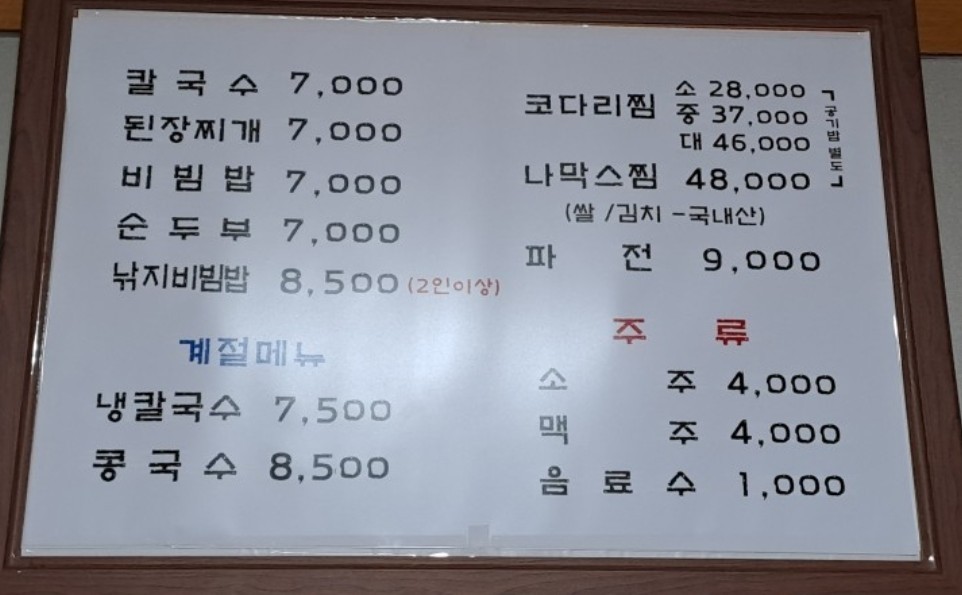 칼국수 7,000
된장찌개 7,000
비빔밥 7,000
순두부 7,000
낚지비빔밥 8,500 (2인이상)
계절메뉴
냉칼국수 7,500
콩국수 8,500
코다리찜 소 28,000
중 37,000
대 46,000
나막스찜 48,000
공기밥 별도
(쌀/김치-국내산)
파전 9,000
주류
소주 4,000
맥주 4,000
음료수 1,000